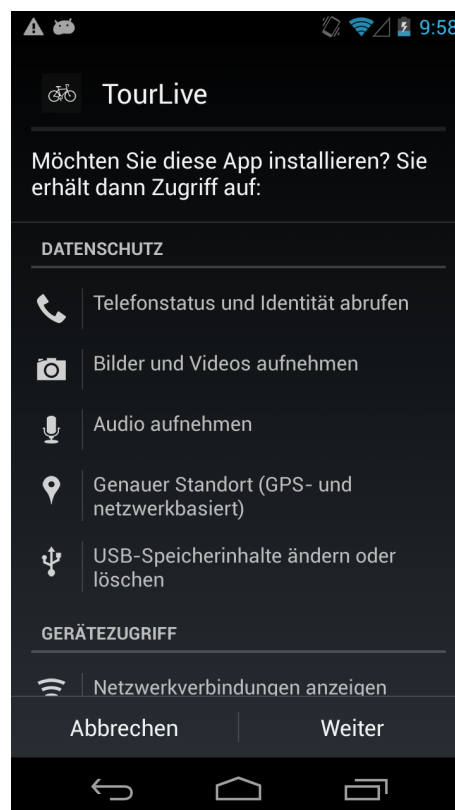 9:58
TourLive
Möchten Sie diese App installieren? Sie
erhält dann Zugriff auf:
DATENSCHUTZ
Telefonstatus und Identität abrufen
Bilder und Videos aufnehmen
Audio aufnehmen
Genauer Standort (GPS- und
netzwerkbasiert)
USB-Speicherinhalte ändern oder
löschen
GERÄTEZUGRIFF
Netzwerkverbindungen anzeigen
Abbrechen Weiter